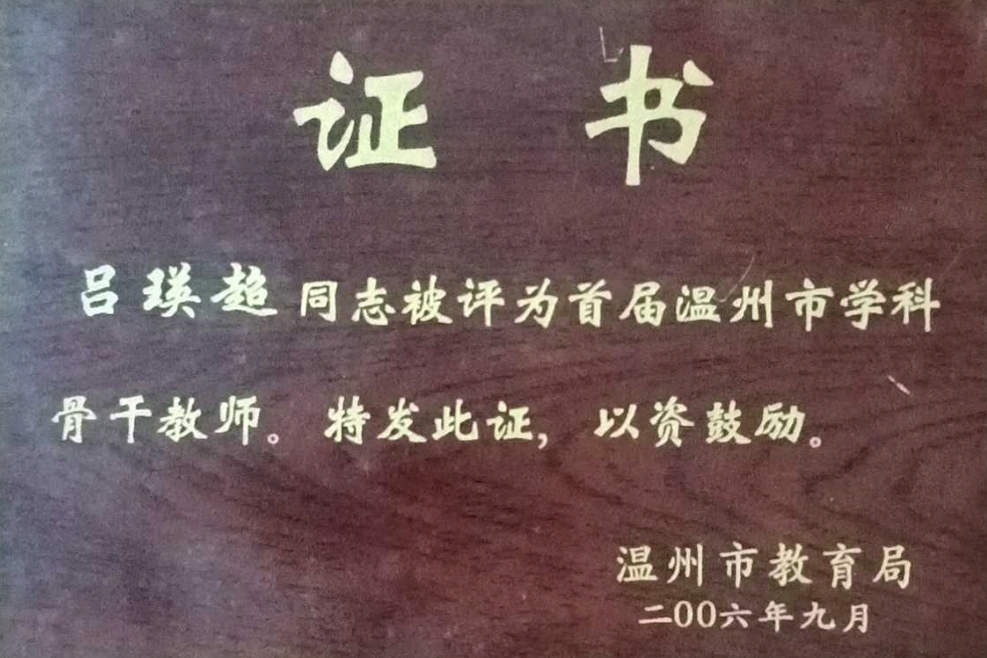 证书
吕瑛超同志被评为首届温州市学科
骨干教师。特发此证，以资鼓励。
温州市教育局
二00六年九月